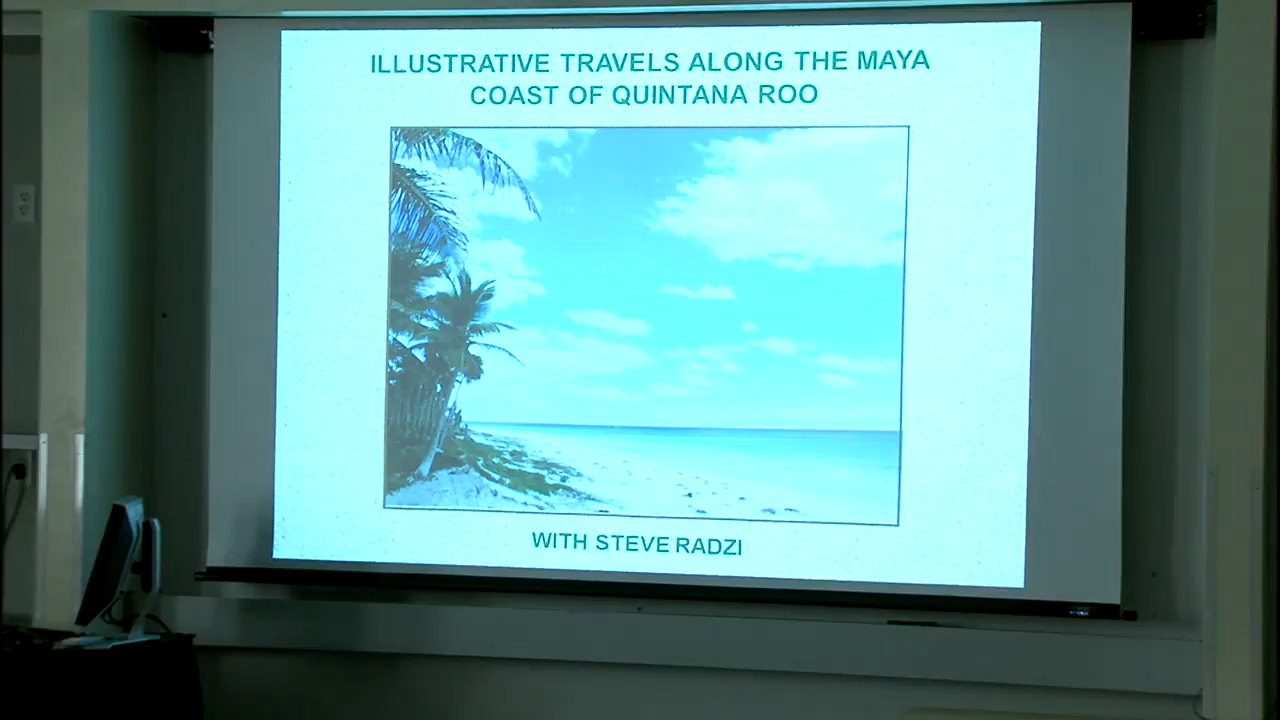 ILLUSTRATIVE TRAVELS ALONG THE MAYA
COAST OF QUINTANA ROO
WITH STEVE RADZI